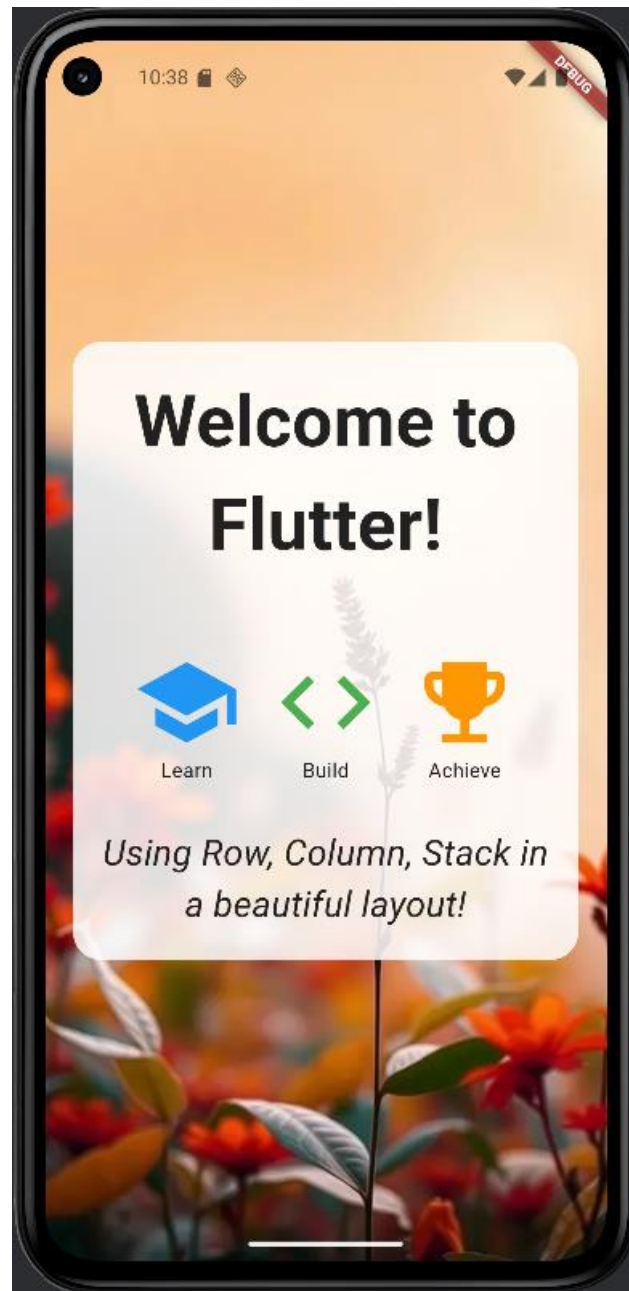 10:38
DEBUG
Welcome to
Flutter!
Learn Build Achieve
Using Row, Column, Stack in
a beautiful layout!